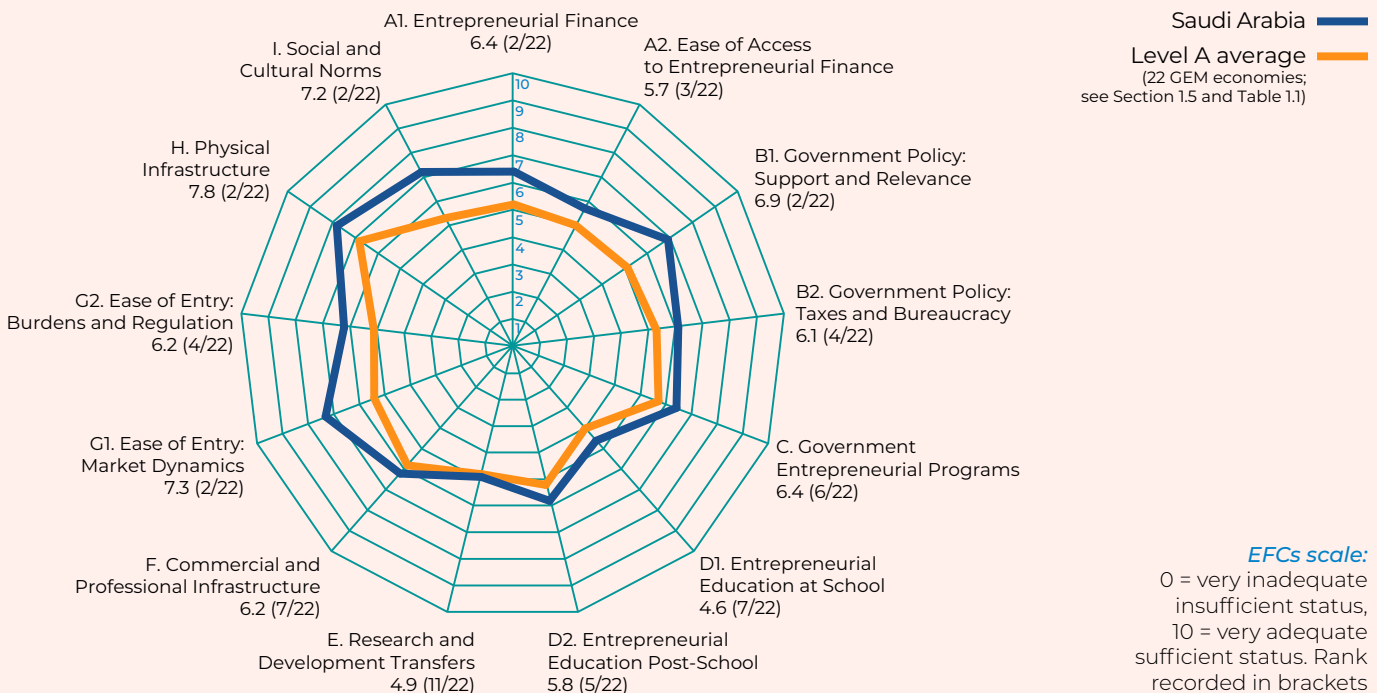 A1. Entrepreneurial Finance
6.4 (2/22)
A2. Ease of Access
to Entrepreneurial Finance
5.7 (3/22)
B1. Government Policy:
Support and Relevance
6.9 (2/22)
B2. Government Policy:
Taxes and Bureaucracy
6.1 (4/22)
C. Government
Entrepreneurial Programs
6.4 (6/22)
D1. Entrepreneurial
Education at School
4.6 (7/22)
D2. Entrepreneurial
Education Post-School
5.8 (5/22)
E. Research and
Development Transfers
4.9 (11/22)
F. Commercial and
Professional Infrastructure
6.2 (7/22)
G1. Ease of Entry:
Market Dynamics
7.3 (2/22)
G2. Ease of Entry:
Burdens and Regulation
6.2 (4/22)
H. Physical
Infrastructure
7.8 (2/22)
I. Social and
Cultural Norms
7.2 (2/22)
10
9
8
7
6
5
4
3
2
1
Saudi Arabia
Level A average
(22 GEM economies;
see Section 1.5 and Table 1.1)
EFCs scale:
0 = very inadequate
insufficient status,
10 = very adequate
sufficient status. Rank
recorded in brackets